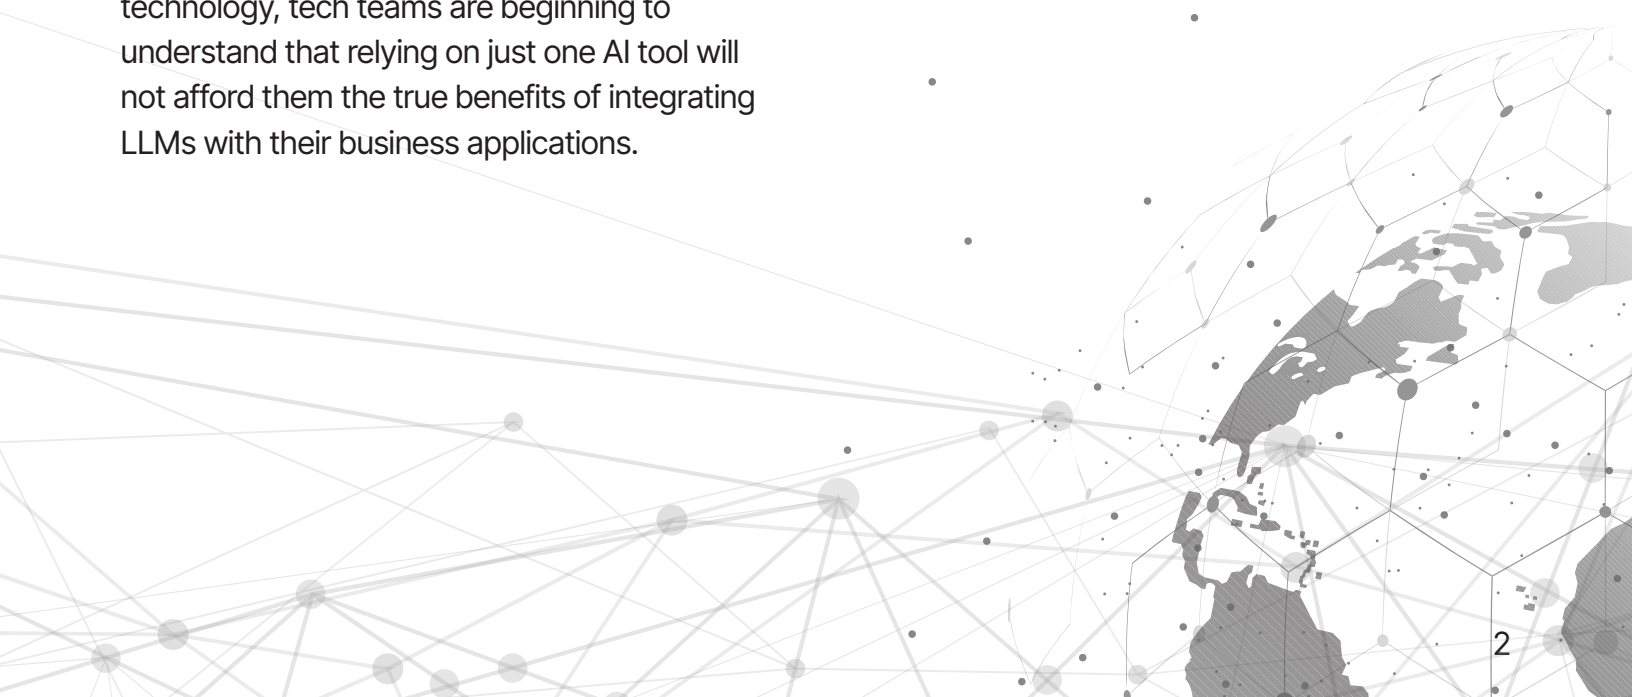 technology, tech teams are beginning to
understand that relying on just one AI tool will
not afford them the true benefits of integrating
LLMs with their business applications.
2